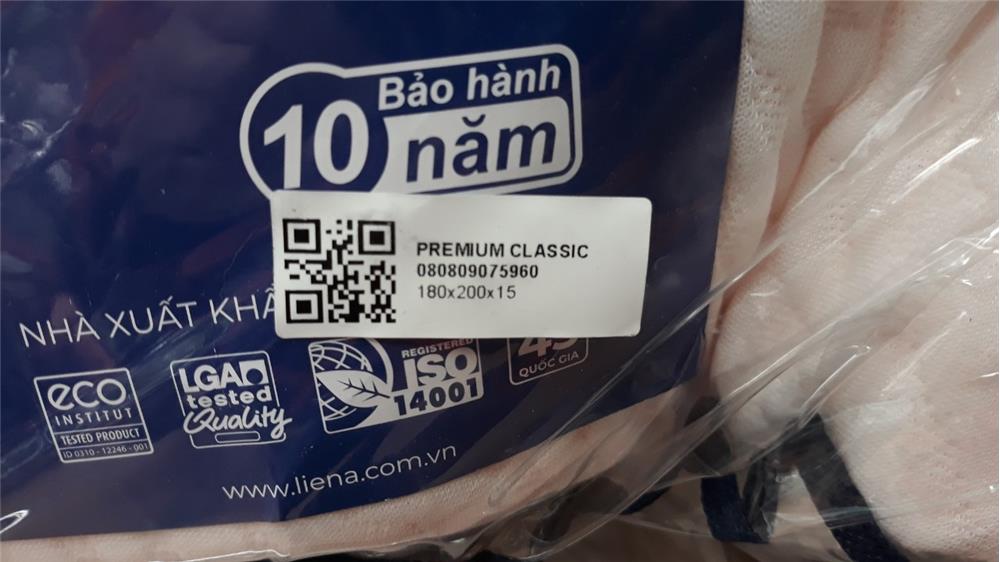 Bảo hành
10 năm
PREMIUM CLASSIC
080809075960
180x200x15
NHÀ XUẤT KHẨ
eco
INSTITUT
TESTED PRODUCT
ID 0310 - 12246 - 001
LGA
tested
Quality
REGISTERED
ISO
14001
QUỐC GIA
www.liena.com.vn